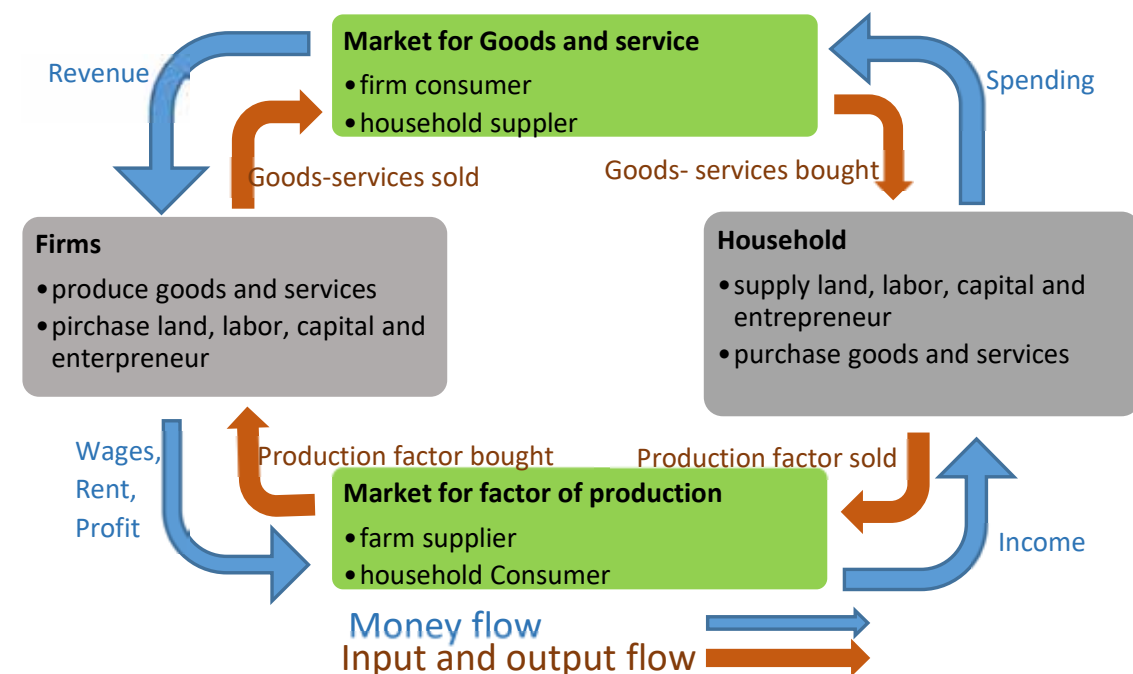 Market for Goods and service
•firm consumer
•household suppler
Revenue
Spending
Goods-services sold
Goods- services bought
Firms
•produce goods and services
•pirchase land, labor, capital and
enterpreneur
Household
•supply land, labor, capital and
entrepreneur
•purchase goods and services
Wages,
Rent,
Profit
Production factor bought
Production factor sold
Market for factor of production
•farm supplier
•household Consumer
Income
Money flow
Input and output flow